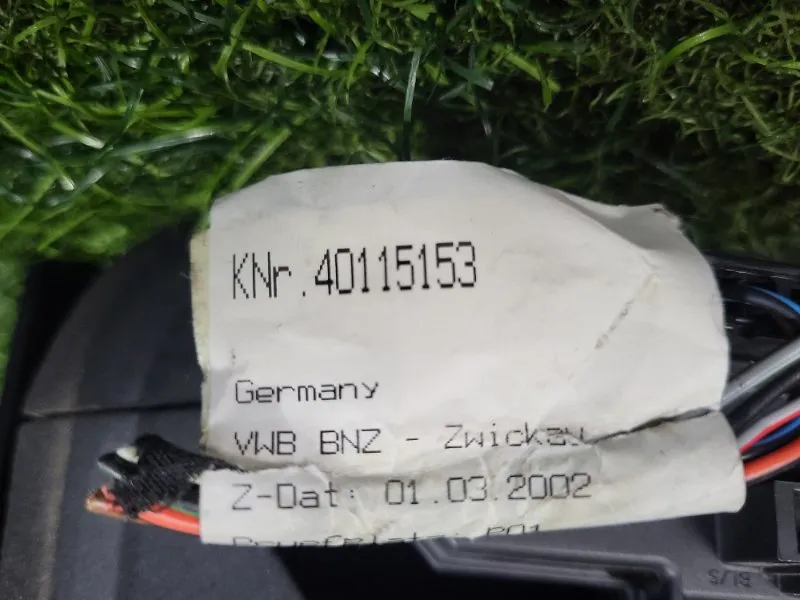 KNr.40115153
Germany
VWB BNZ - Zwickau
Z-Dat: 01.03.2002